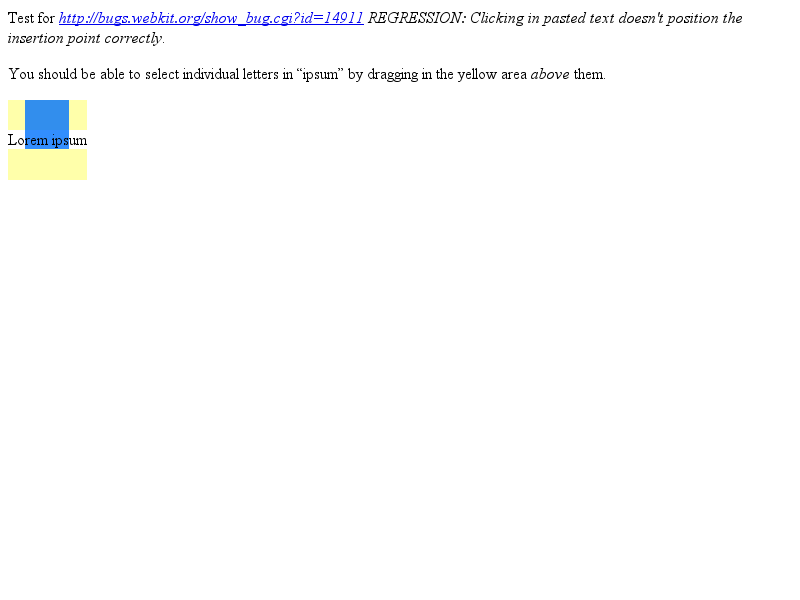 Test for http://bugs.webkit.org/show_bug.cgi?id=14911 REGRESSION: Clicking in pasted text doesn't position the
insertion point correctly.
You should be able to select individual letters in “ipsum” by dragging in the yellow area above them.
Lorem ipsum